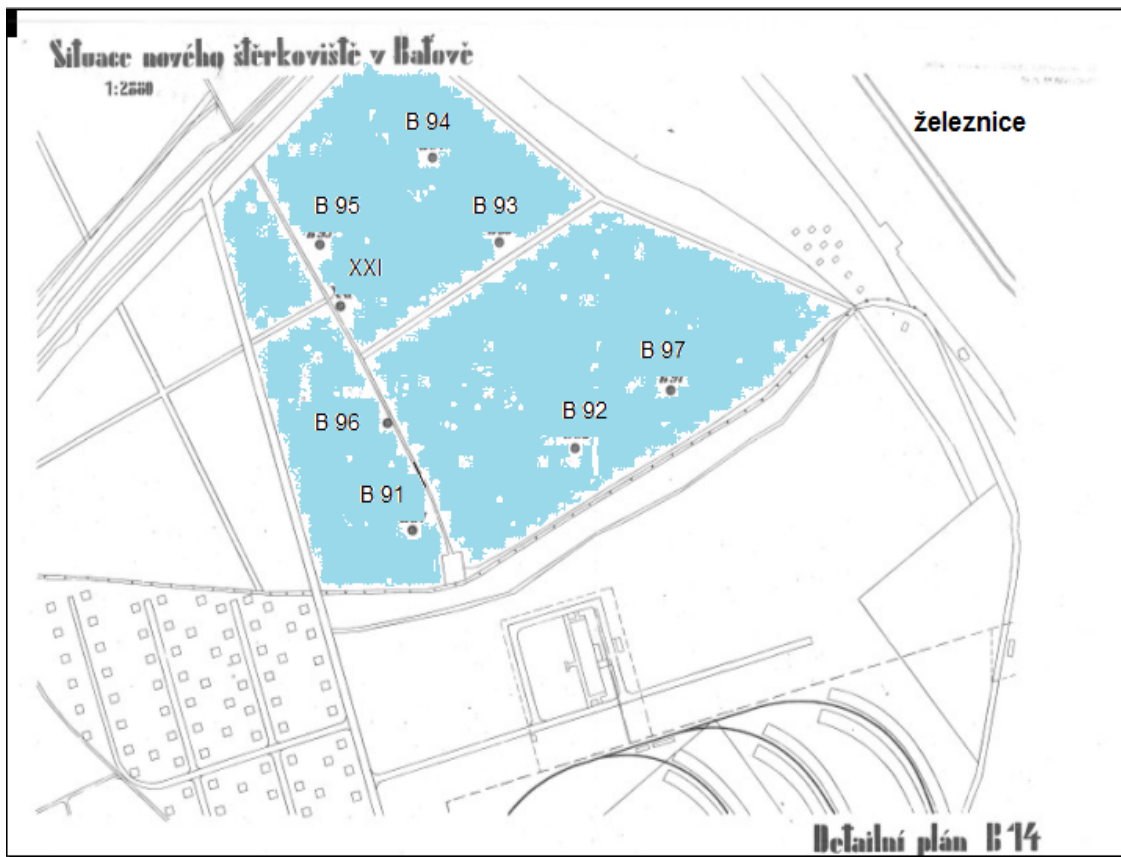 Situace nového štěrkoviště v Baťově
1:2880
železnice
B 94
B 95
B 93
XXI
B 97
B 92
B 96
B 91
Detailní plán B 14